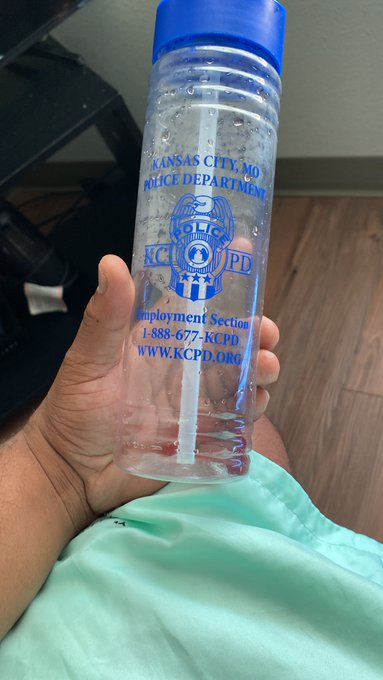 KANSAS CITY, MO
POLICE DEPARTMENT
POLICE
KC PD
Employment Section
1-888-677-KCPD
WWW.KCPD.ORG